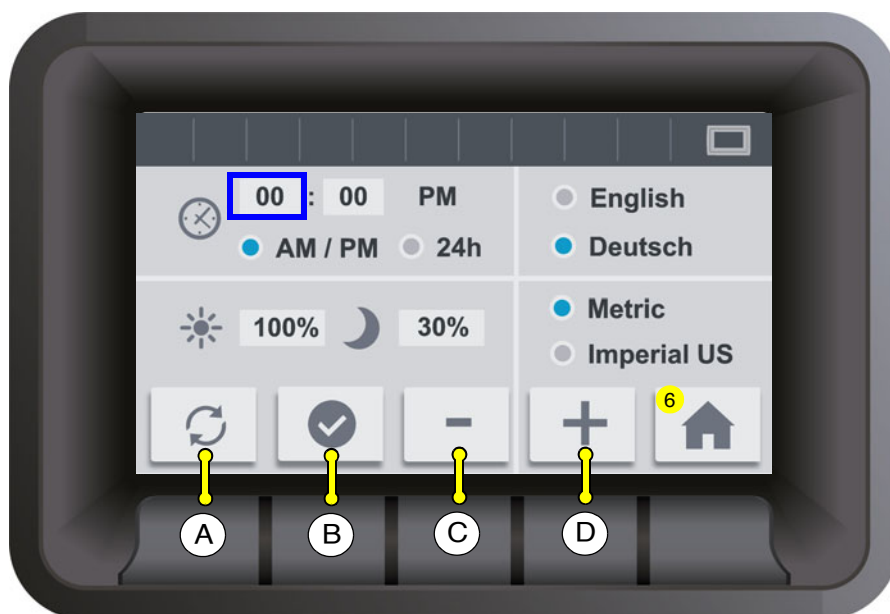 00 : 00 PM
AM / PM 24h
English
Deutsch
100% 30%
Metric
Imperial US
- +
6
A B C D